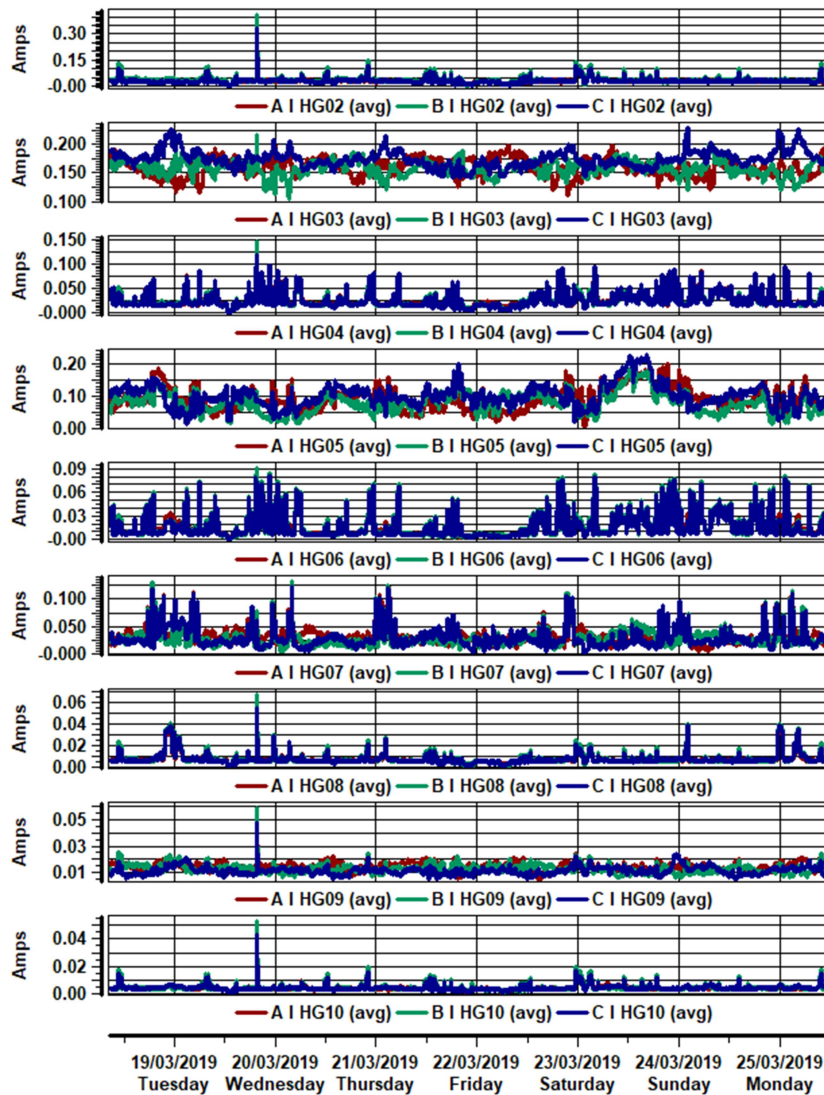 Amps
0.30
0.15
-0.00
A I HG02 (avg) B I HG02 (avg) C I HG02 (avg)
Amps
0.200
0.150
0.100
A I HG03 (avg) B I HG03 (avg) C I HG03 (avg)
Amps
0.150
0.100
0.050
-0.000
A I HG04 (avg) B I HG04 (avg) C I HG04 (avg)
Amps
0.20
0.10
0.00
A I HG05 (avg) B I HG05 (avg) C I HG05 (avg)
Amps
0.09
0.06
0.03
-0.00
A I HG06 (avg) B I HG06 (avg) C I HG06 (avg)
Amps
0.100
0.050
-0.000
A I HG07 (avg) B I HG07 (avg) C I HG07 (avg)
Amps
0.06
0.04
0.02
0.00
A I HG08 (avg) B I HG08 (avg) C I HG08 (avg)
Amps
0.05
0.03
0.01
A I HG09 (avg) B I HG09 (avg) C I HG09 (avg)
Amps
0.04
0.02
0.00
A I HG10 (avg) B I HG10 (avg) C I HG10 (avg)
19/03/2019 20/03/2019 21/03/2019 22/03/2019 23/03/2019 24/03/2019 25/03/2019
Tuesday Wednesday Thursday Friday Saturday Sunday Monday